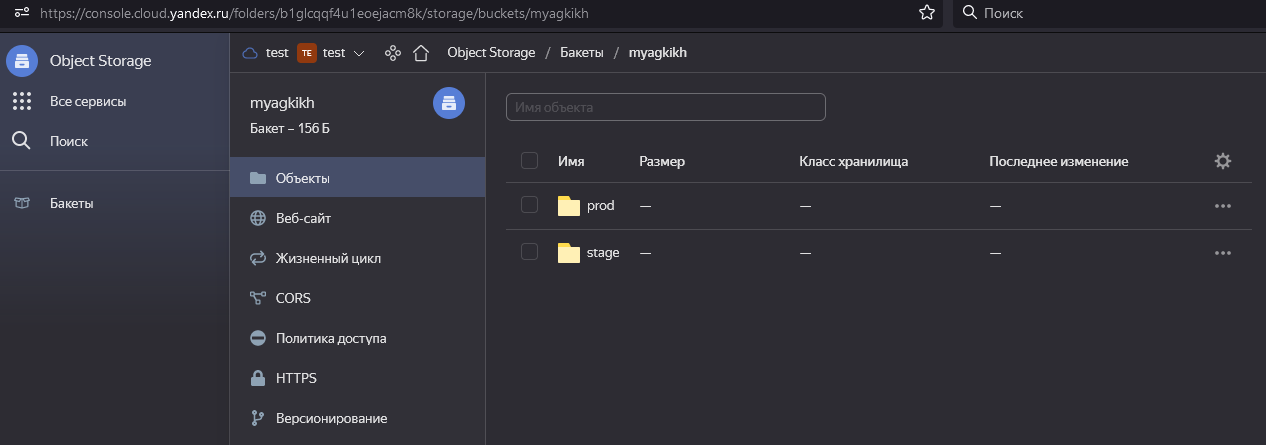 https://console.cloud.yandex.ru/folders/b1glcqqf4u1eoejacm8k/storage/buckets/myagkikh
Поиск
Object Storage
Все сервисы
Поиск
Бакеты
test TE test Object Storage / Бакеты / myagkikh
myagkikh
Бакет – 156 Б
Объекты
Веб-сайт
Жизненный цикл
CORS
Политика доступа
HTTPS
Версионирование
Имя объекта
Имя Размер Класс хранилища Последнее изменение
prod — — —
stage — — —